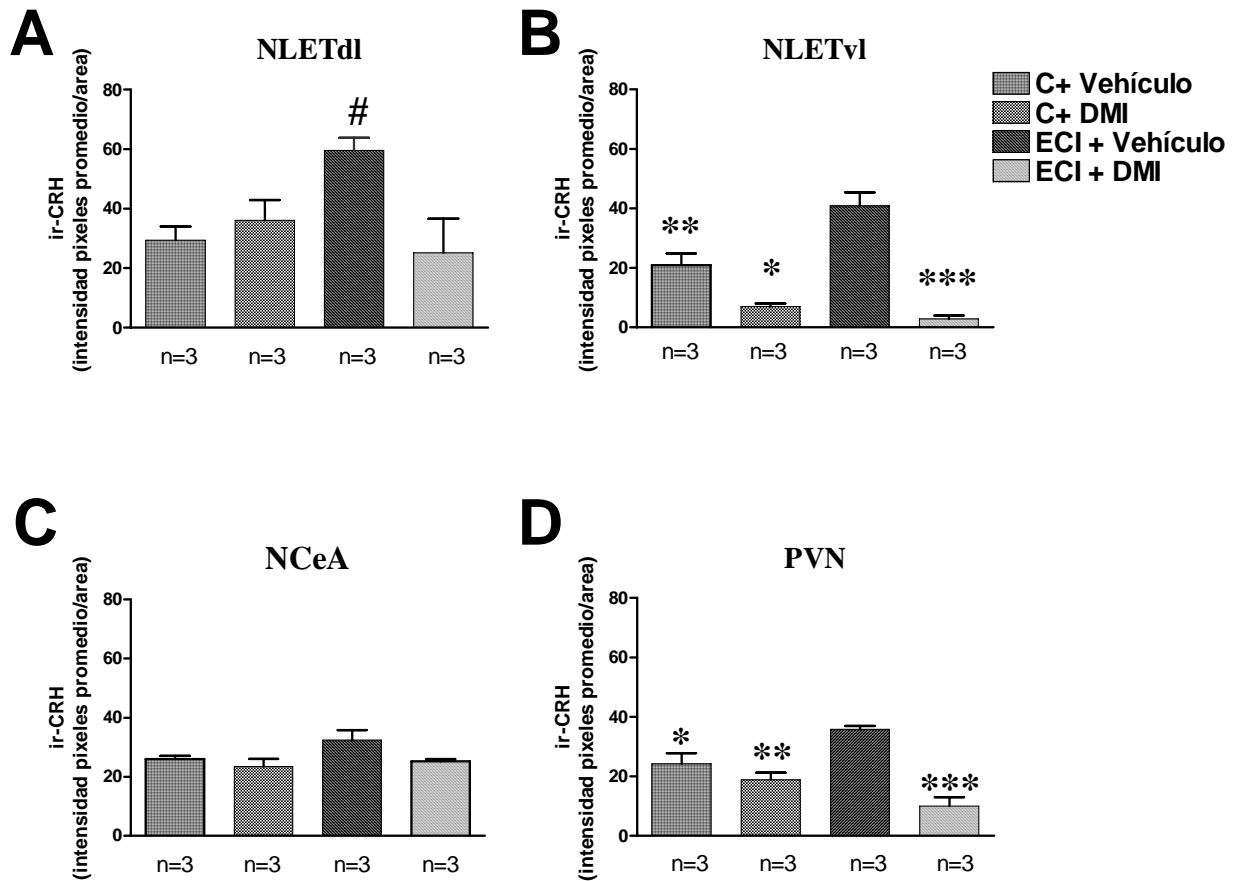 A
NLETdl
ir-CRH
(intensidad pixeles promedio/area)
80
60
40
20
0
#
n=3
n=3
n=3
n=3
B
NLETvl
ir-CRH
(intensidad pixeles promedio/area)
80
60
40
20
0
**
*
***
n=3
n=3
n=3
n=3
C+ Vehículo
C+ DMI
ECI + Vehículo
ECI + DMI
C
NCeA
ir-CRH
(intensidad pixeles promedio/area)
80
60
40
20
0
n=3
n=3
n=3
n=3
D
PVN
ir-CRH
(intensidad pixeles promedio/area)
80
60
40
20
0
*
**
***
n=3
n=3
n=3
n=3